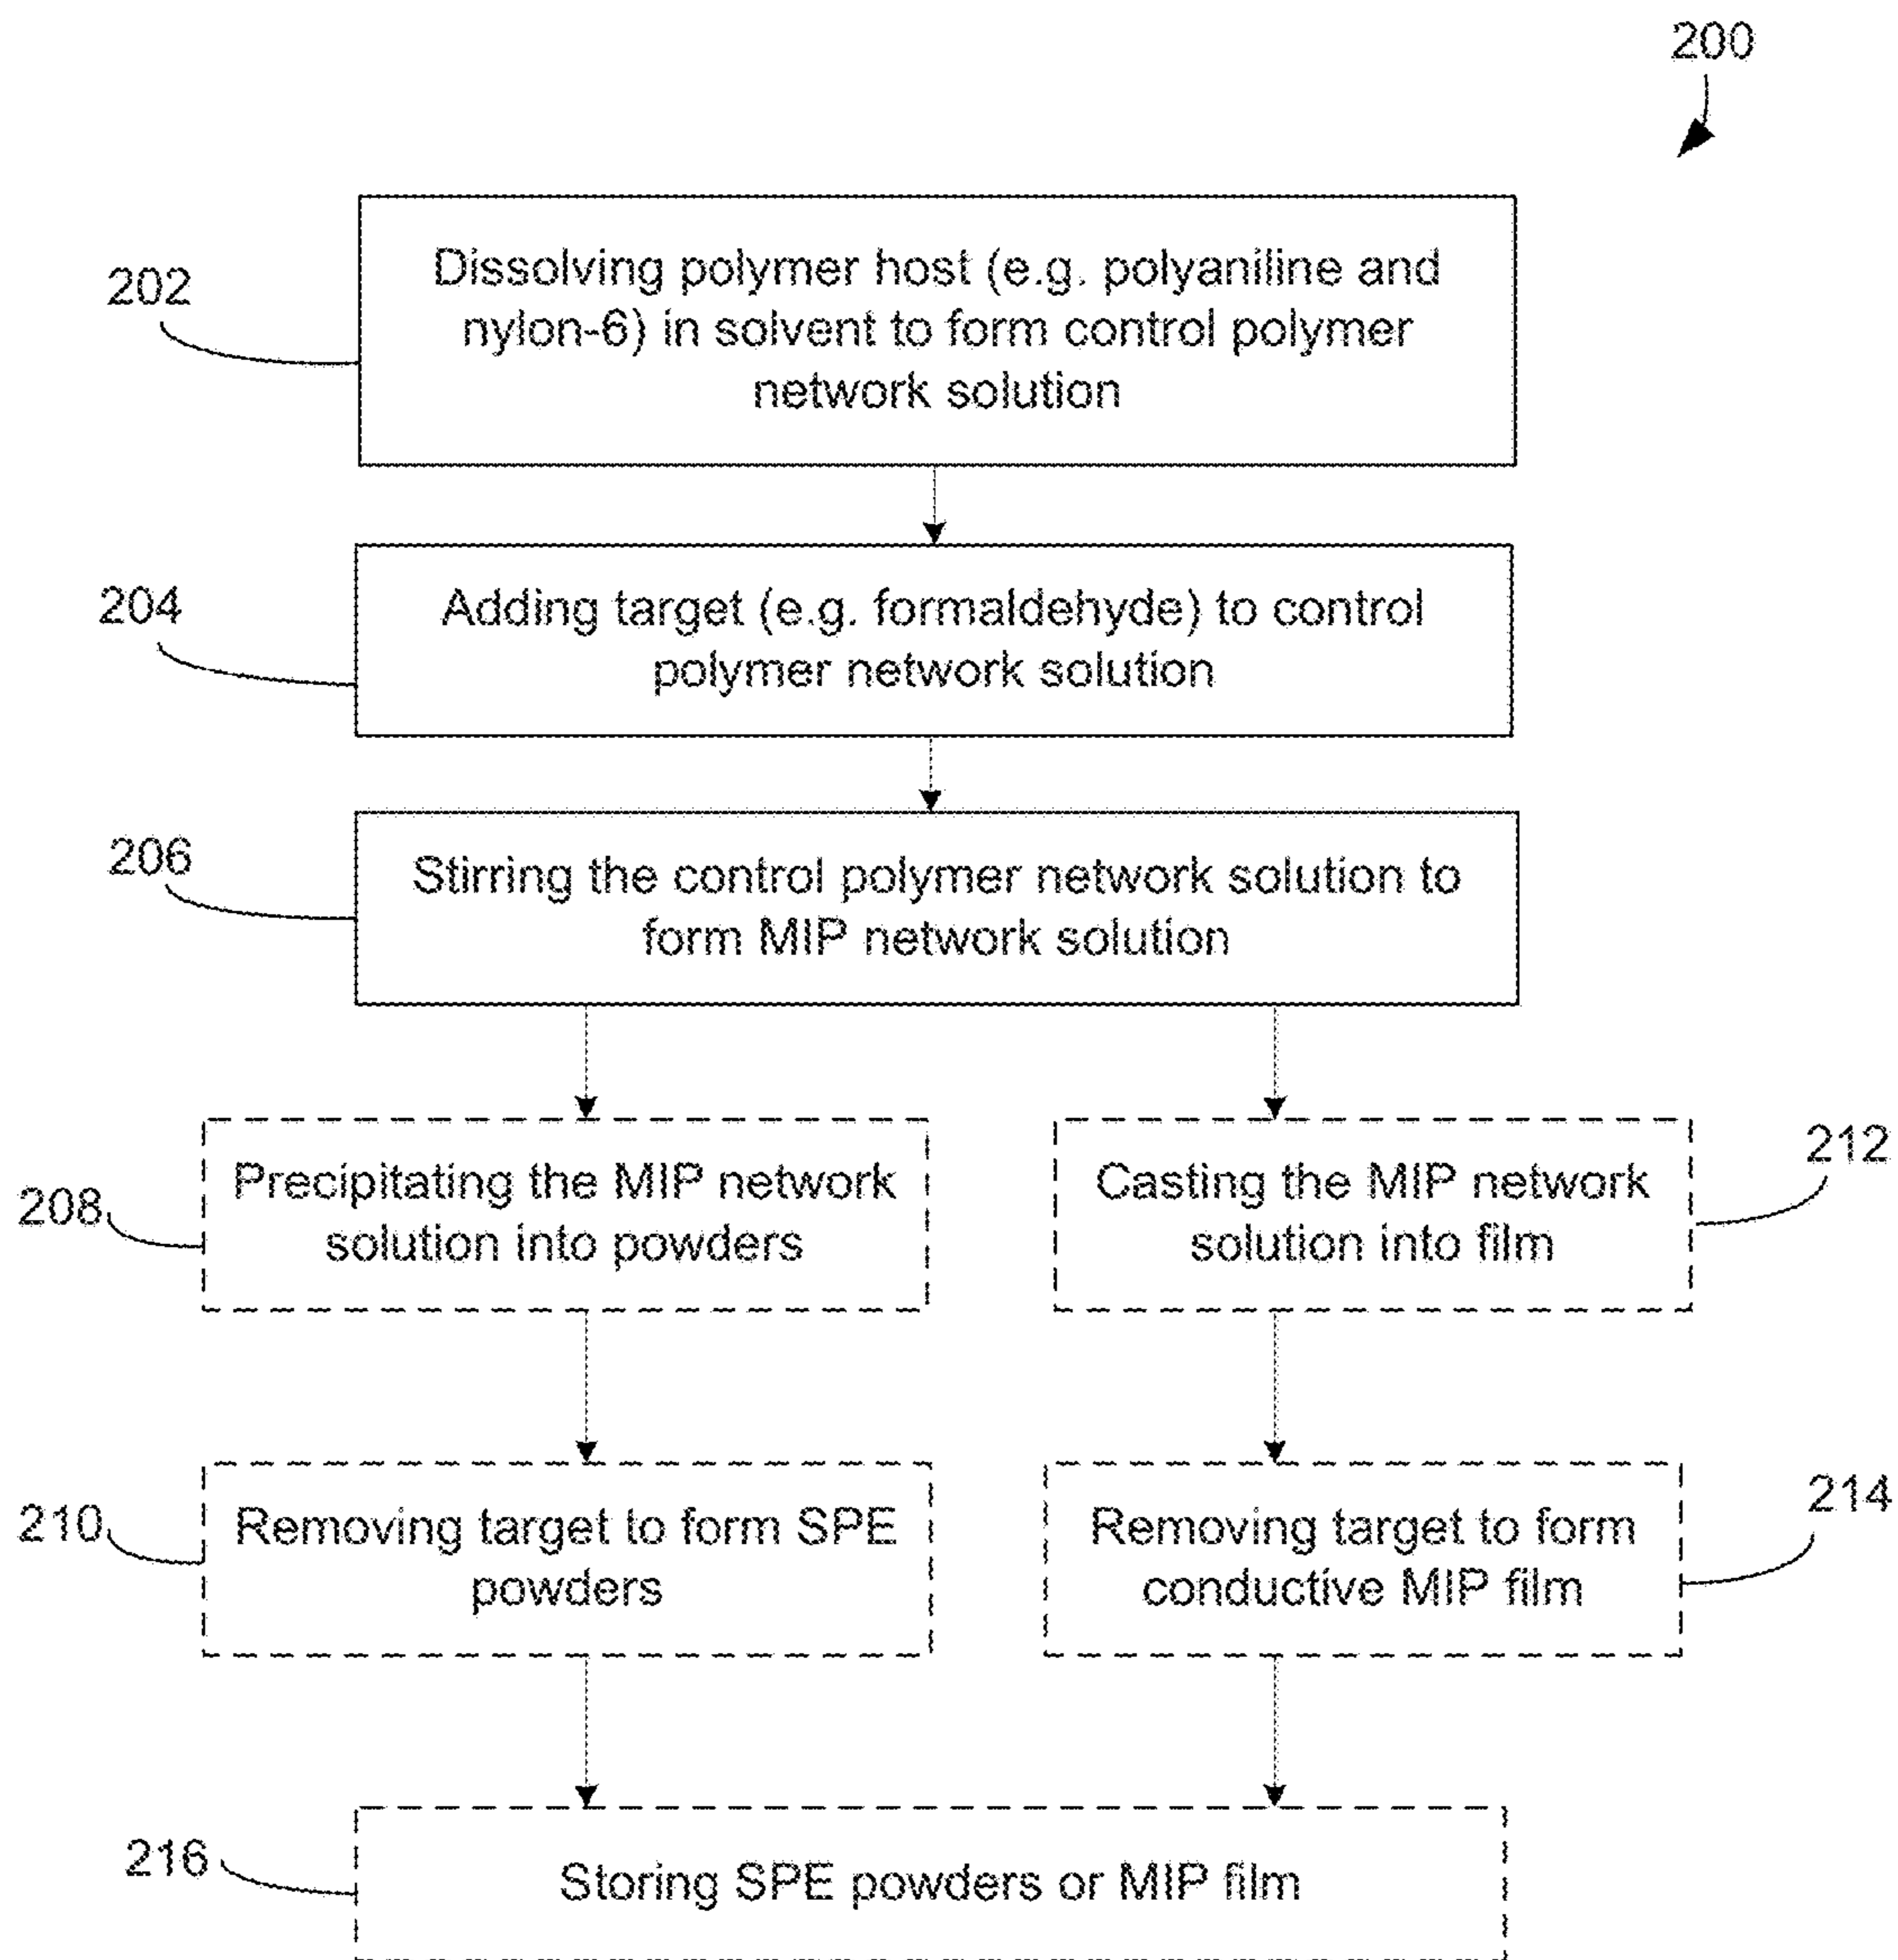 200
202
Dissolving polymer host (e.g. polyaniline and
nylon-6) in solvent to form control polymer
network solution
204
Adding target (e.g. formaldehyde) to control
polymer network solution
206
Stirring the control polymer network solution to
form MIP network solution
208
Precipitating the MIP network
solution into powders
212
Casting the MIP network
solution into film
210
Removing target to form SPE
powders
214
Removing target to form
conductive MIP film
216
Storing SPE powders or MIP film